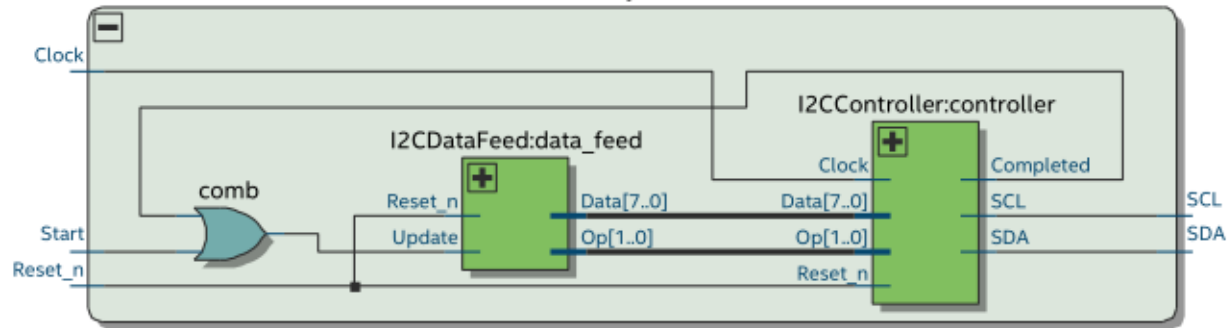 Clock
I2CController:controller
I2CDataFeed:data_feed
Clock
Completed
comb
Reset_n
Data[7..0]
Data[7..0]
SCL
SCL
Start
Update
Op[1..0]
Op[1..0]
SDA
SDA
Reset_n
Reset_n